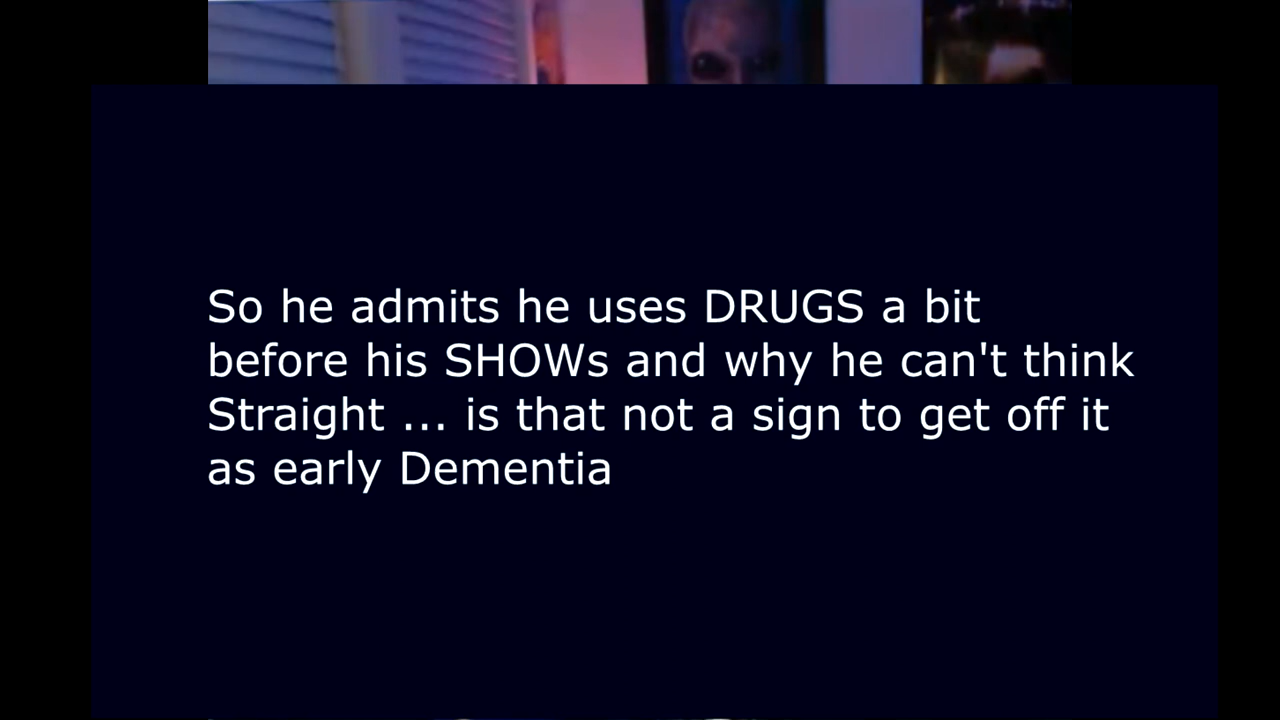 So he admits he uses DRUGS a bit
before his SHOWs and why he can't think
Straight ... is that not a sign to get off it
as early Dementia